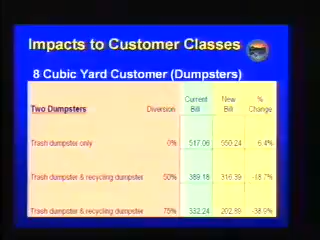 Impacts to Customer Classes
8 Cubic Yard Customer (Dumpsters)
Two Dumpsters Diversion Current Bill New Bill % Change
Trash dumpster only 0% 517.06 550.24 6.4%
Trash dumpster & recycling dumpster 50% 389.18 316.39 -18.7%
Trash dumpster & recycling dumpster 75% 332.24 202.99 -38.9%